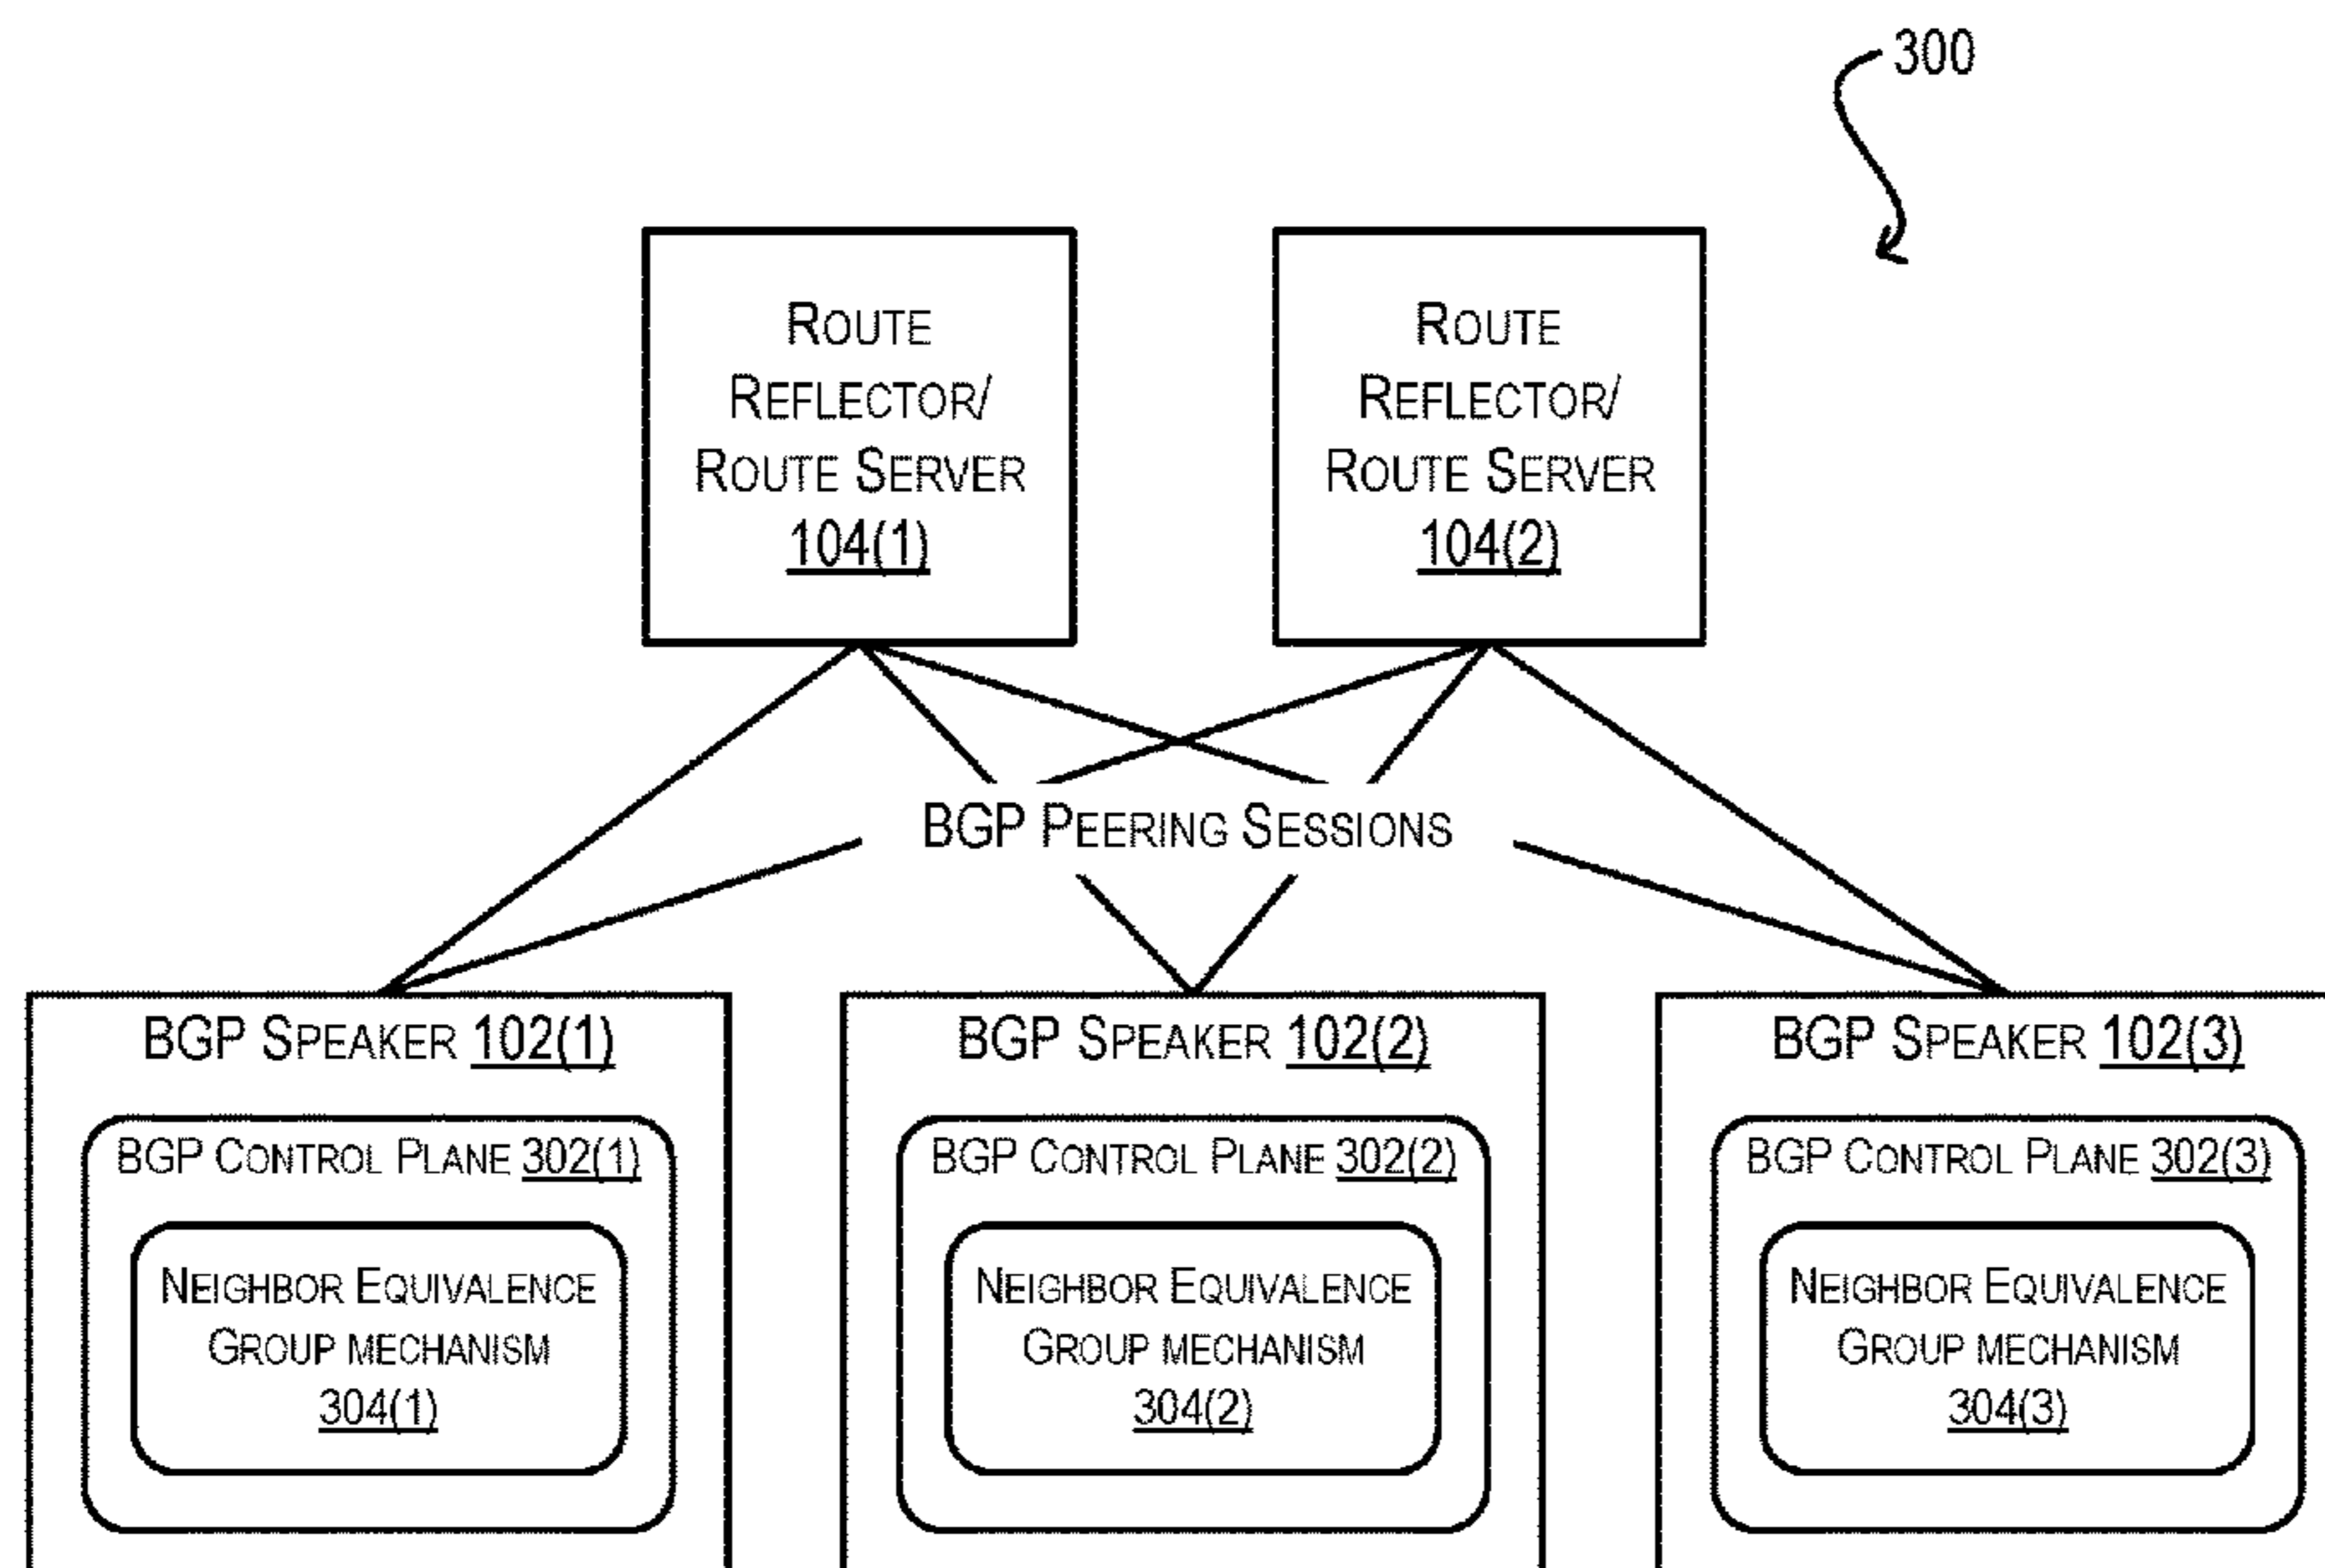 300
ROUTE
REFLECTOR/
ROUTE SERVER
104(1)
ROUTE
REFLECTOR/
ROUTE SERVER
104(2)
BGP PEERING SESSIONS
BGP SPEAKER 102(1)
BGP CONTROL PLANE 302(1)
NEIGHBOR EQUIVALENCE
GROUP MECHANISM
304(1)
BGP SPEAKER 102(2)
BGP CONTROL PLANE 302(2)
NEIGHBOR EQUIVALENCE
GROUP MECHANISM
304(2)
BGP SPEAKER 102(3)
BGP CONTROL PLANE 302(3)
NEIGHBOR EQUIVALENCE
GROUP MECHANISM
304(3)